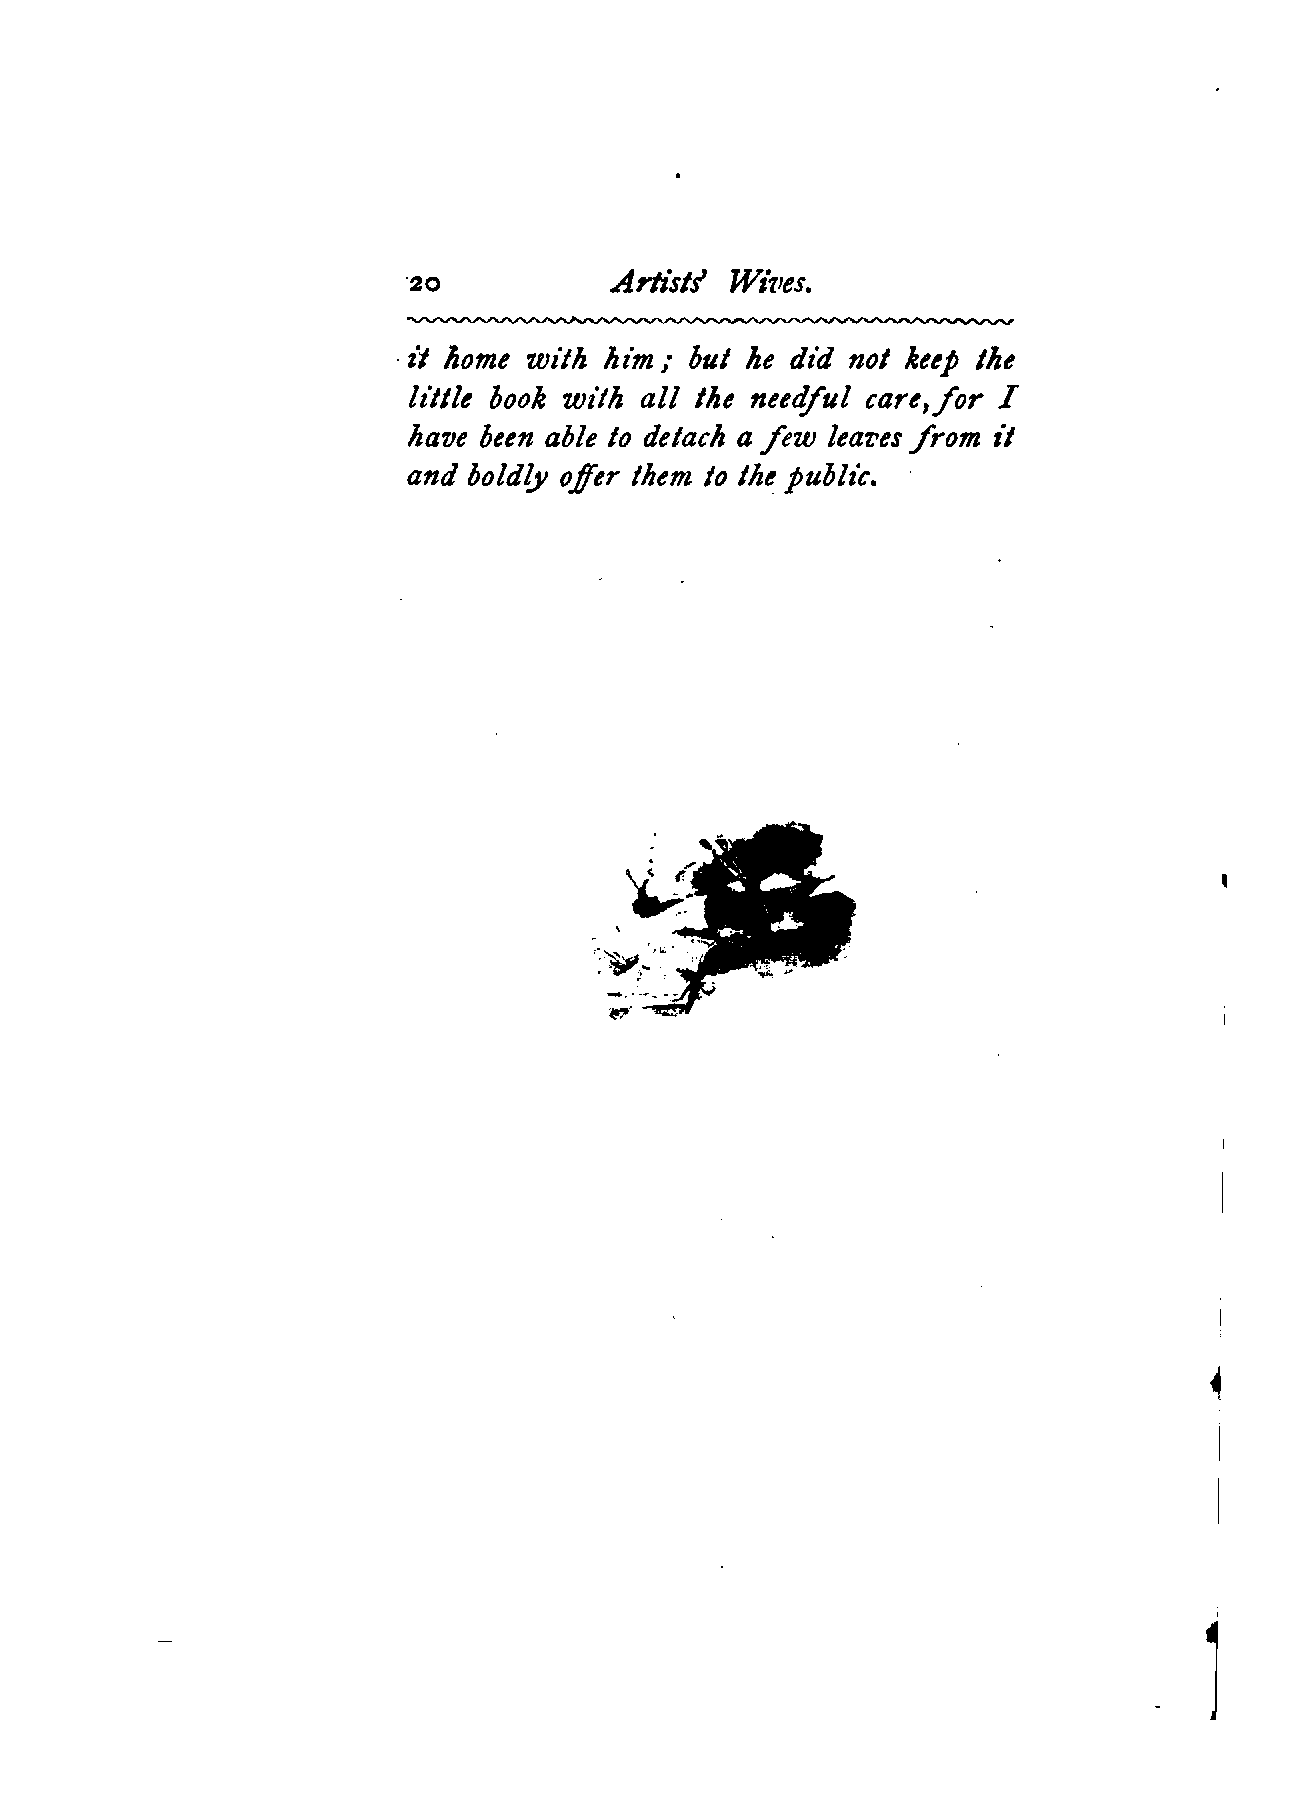 20 Artists' Wives.
it home with him; but he did not keep the
little book with all the needful care, for I
have been able to detach a few leaves from it
and boldly offer them to the public.